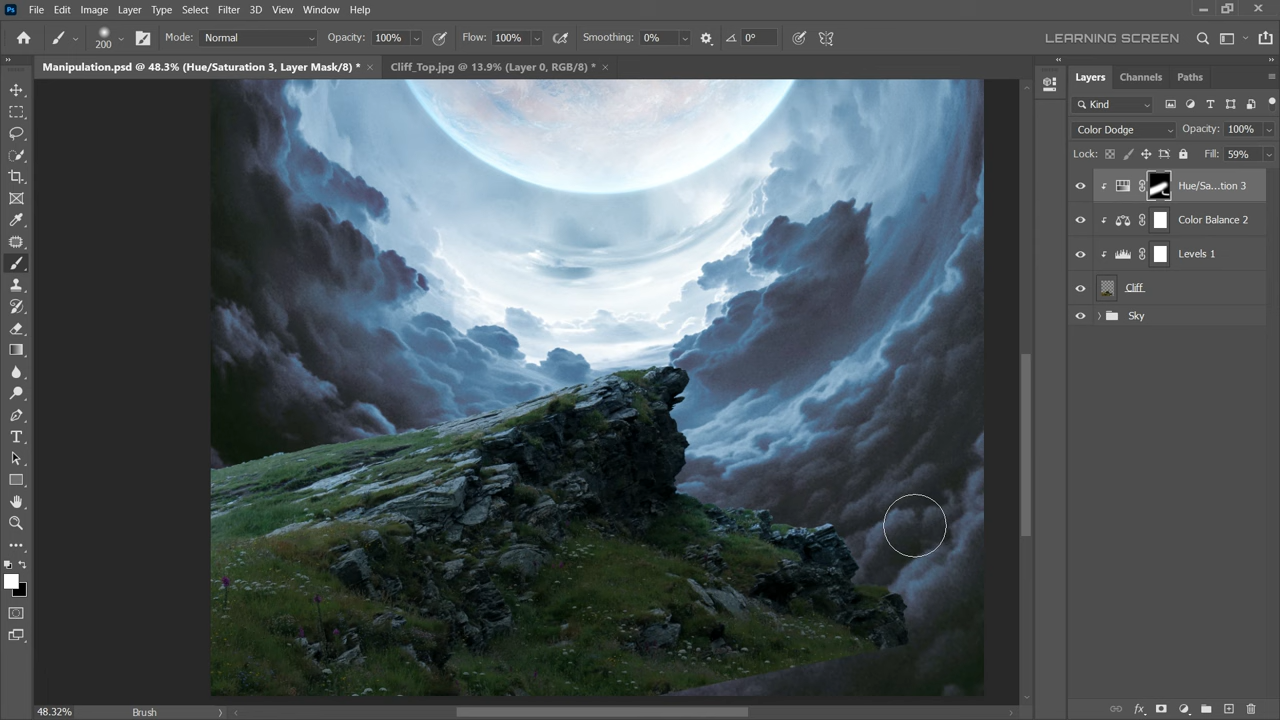 Ps File Edit Image Layer Type Select Filter 3D View Window Help
200 Mode: Normal Opacity: 100% Flow: 100% Smoothing: 0% 0° LEARNING SCREEN
Manipulation.psd @ 48.3% (Hue/Saturation 3, Layer Mask/8) * × Cliff_Top.jpg @ 13.9% (Layer 0, RGB/8) * ×
Layers Channels Paths
Kind
Color Dodge Opacity: 100%
Lock: Fill: 59%
Hue/Sa...tion 3
Color Balance 2
Levels 1
Cliff
Sky
48.32% Brush